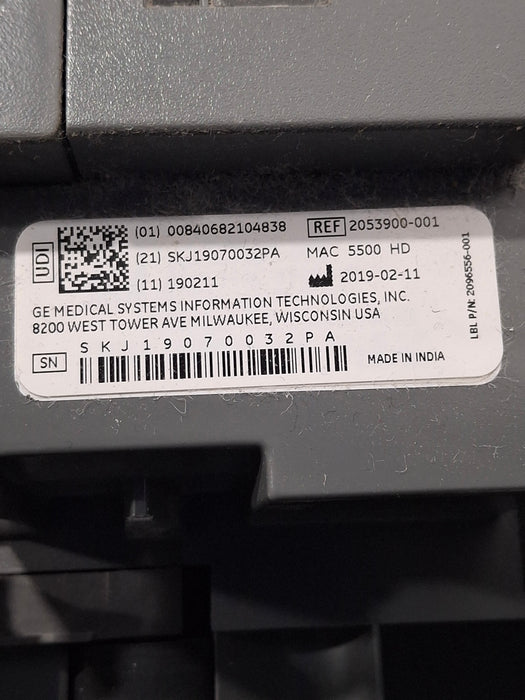 UDI
(01) 00840682104838
REF 2053900-001
(21) SKJ19070032PA
MAC 5500 HD
(11) 190211
2019-02-11
GE MEDICAL SYSTEMS INFORMATION TECHNOLOGIES, INC.
8200 WEST TOWER AVE MILWAUKEE, WISCONSIN USA
SKJ19070032PA
SN
MADE IN INDIA
LBL P/N: 2096556-001